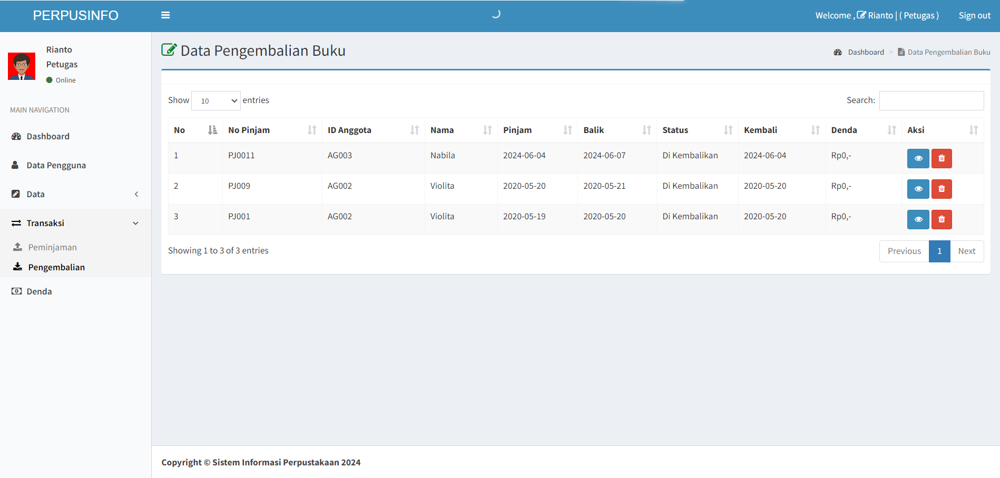 PERPUSINFO
Welcome , Rianto | ( Petugas ) Sign out
Rianto
Petugas
Online
MAIN NAVIGATION
Dashboard
Data Pengguna
Data
Transaksi
Peminjaman
Pengembalian
Denda
Data Pengembalian Buku
Dashboard > Data Pengembalian Buku
Show 10 entries
Search:
No No Pinjam ID Anggota Nama Pinjam Balik Status Kembali Denda Aksi
1 PJ0011 AG003 Nabila 2024-06-04 2024-06-07 Di Kembalikan 2024-06-04 Rp0,-
2 PJ009 AG002 Violita 2020-05-20 2020-05-21 Di Kembalikan 2020-05-20 Rp0,-
3 PJ001 AG002 Violita 2020-05-19 2020-05-20 Di Kembalikan 2020-05-20 Rp0,-
Showing 1 to 3 of 3 entries
Previous 1 Next
Copyright © Sistem Informasi Perpustakaan 2024